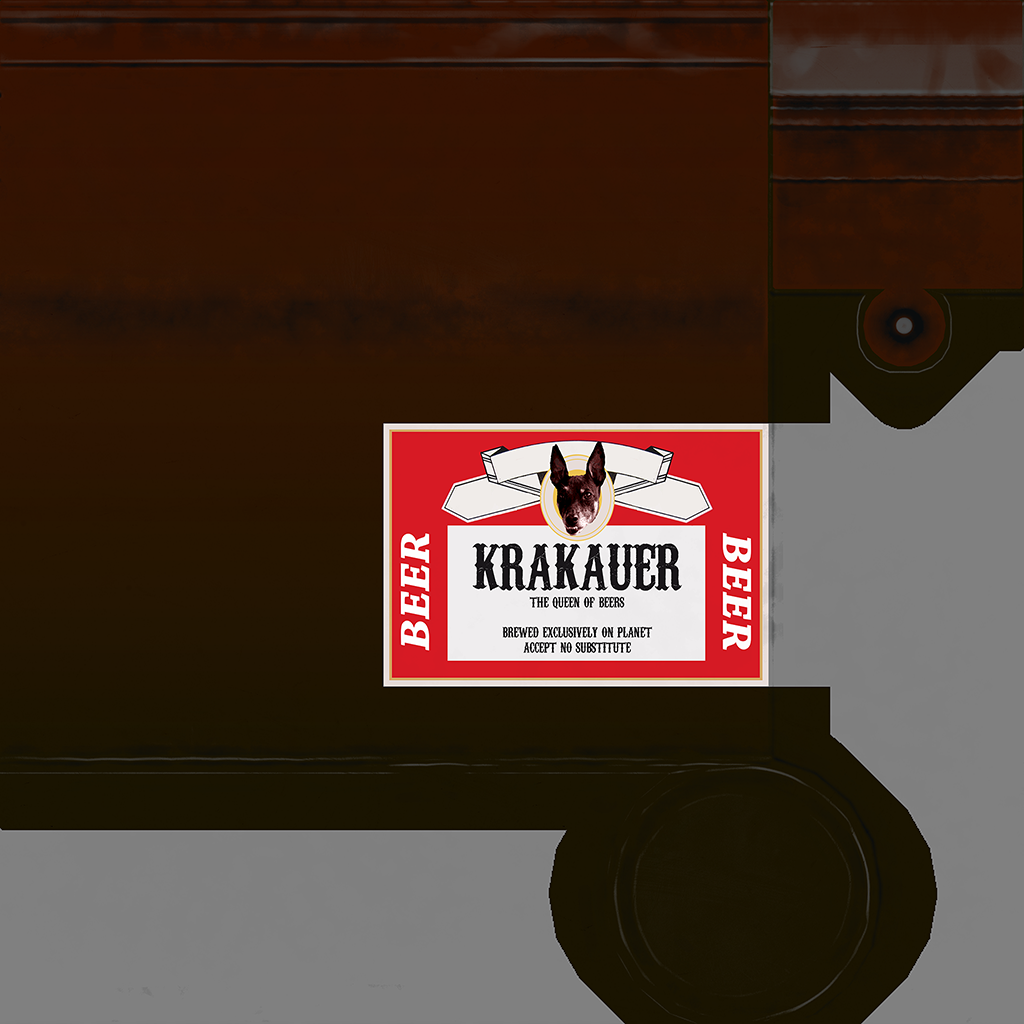 BEER
KRAKAUER
THE QUEEN OF BEERS
BREWED EXCLUSIVELY ON PLANET
ACCEPT NO SUBSTITUTE
BEER